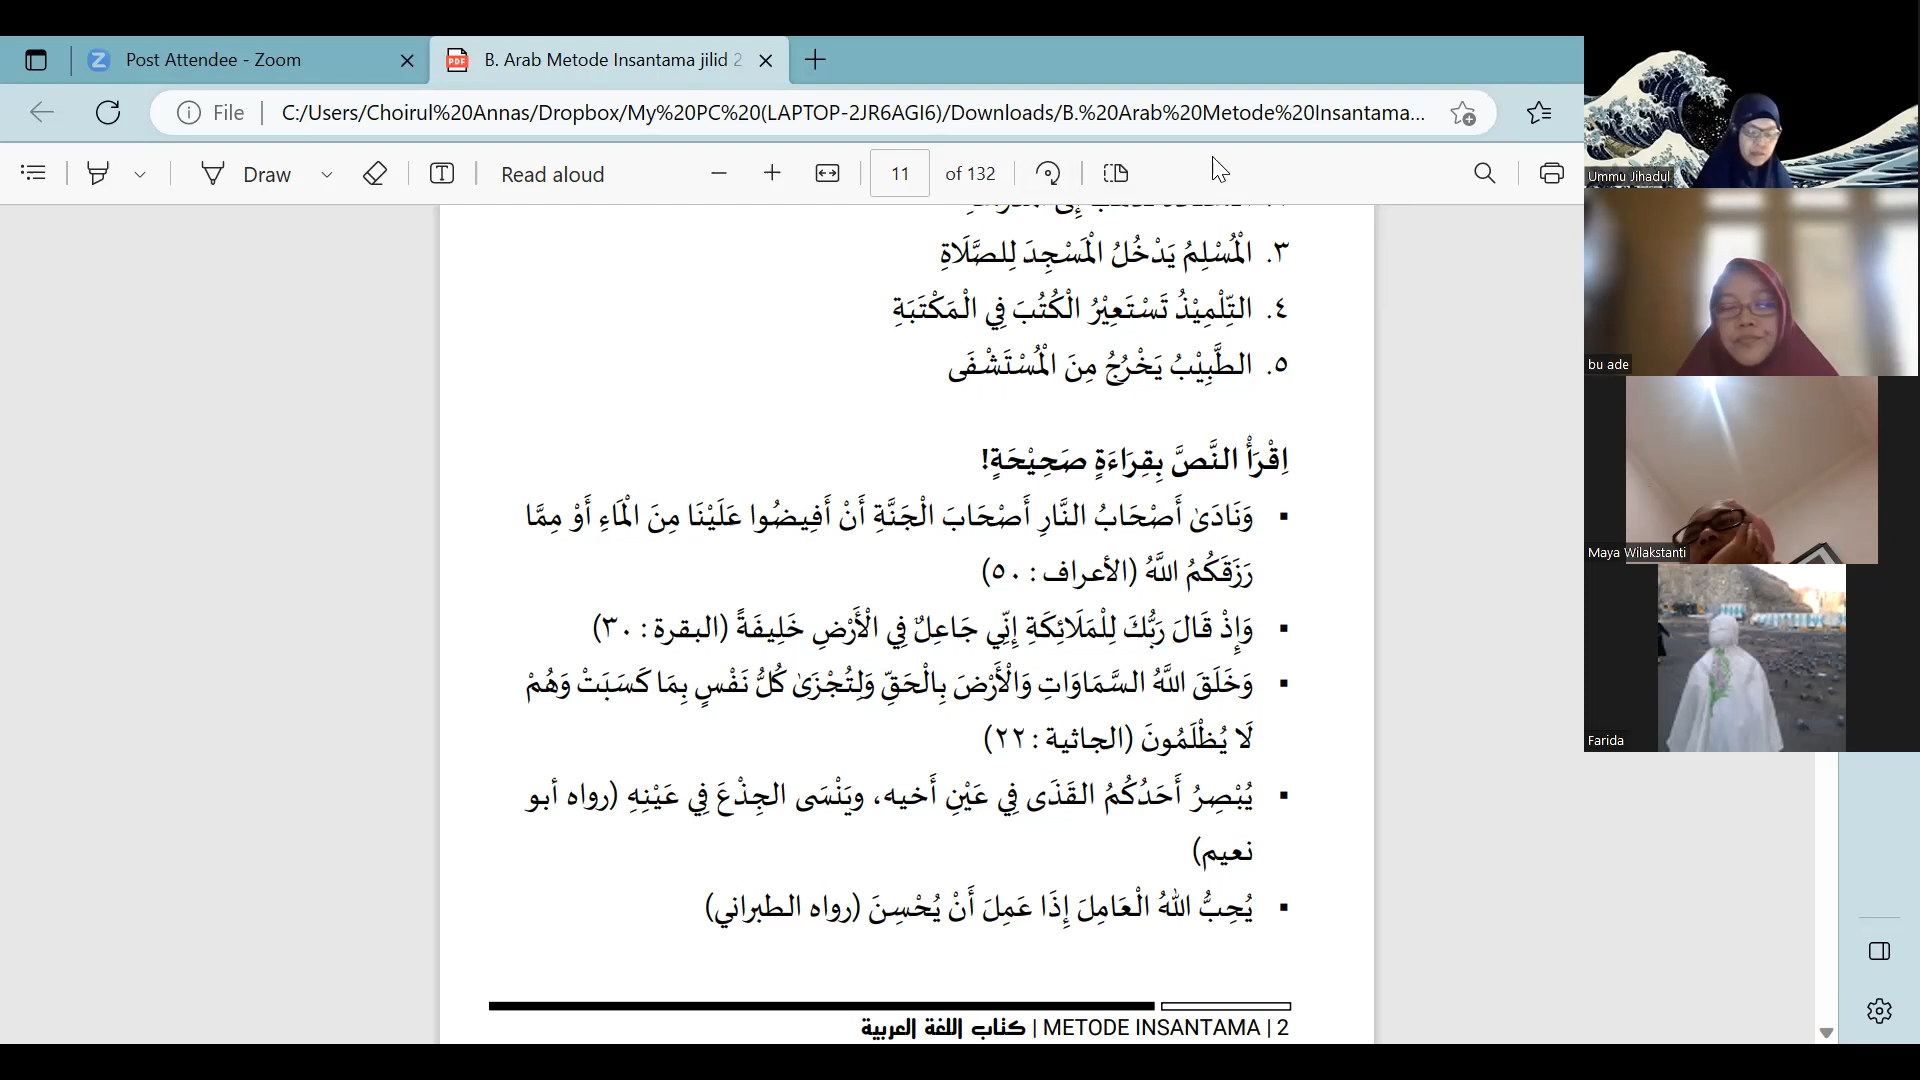 Post Attendee - Zoom
B. Arab Metode Insantama jilid 2
File
C:/Users/Choirul%20Annas/Dropbox/My%20PC%20(LAPTOP-2JR6AGI6)/Downloads/B.%20Arab%20Metode%20Insantama...
Draw
Read aloud
11 of 132
٣. الْمُسْلِمُ يَدْخُلُ الْمَسْجِدَ لِلصَّلَاةِ
٤. التِّلْمِيْذُ تَسْتَعِيْرُ الْكُتُبَ فِي الْمَكْتَبَةِ
٥. الطَّبِيْبُ يَخْرُجُ مِنَ الْمُسْتَشْفَى
اِقْرَأْ النَّصَّ بِقِرَاءَةٍ صَحِيْحَةٍ!
▪ وَنَادَىٰ أَصْحَابُ النَّارِ أَصْحَابَ الْجَنَّةِ أَنْ أَفِيضُوا عَلَيْنَا مِنَ الْمَاءِ أَوْ مِمَّا
رَزَقَكُمُ اللَّهُ (الأعراف : ٥٠)
▪ وَإِذْ قَالَ رَبُّكَ لِلْمَلَائِكَةِ إِنِّي جَاعِلٌ فِي الْأَرْضِ خَلِيفَةً (البقرة : ٣٠)
▪ وَخَلَقَ اللَّهُ السَّمَاوَاتِ وَالْأَرْضَ بِالْحَقِّ وَلِتُجْزَىٰ كُلُّ نَفْسٍ بِمَا كَسَبَتْ وَهُمْ
لَا يُظْلَمُونَ (الجاثية : ٢٢)
▪ يُبْصِرُ أَحَدُكُمُ القَذَى فِي عَيْنِ أَخيه، ويَنْسَى الجِذْعَ فِي عَيْنِهِ (رواه أبو
نعيم)
▪ يُحِبُّ اللهُ الْعَامِلَ إِذَا عَمِلَ أَنْ يُحْسِنَ (رواه الطبراني)
كتاب اللغة العربية | METODE INSANTAMA | 2
Ummu Jihadul
bu ade
Maya Wilakstanti
Farida